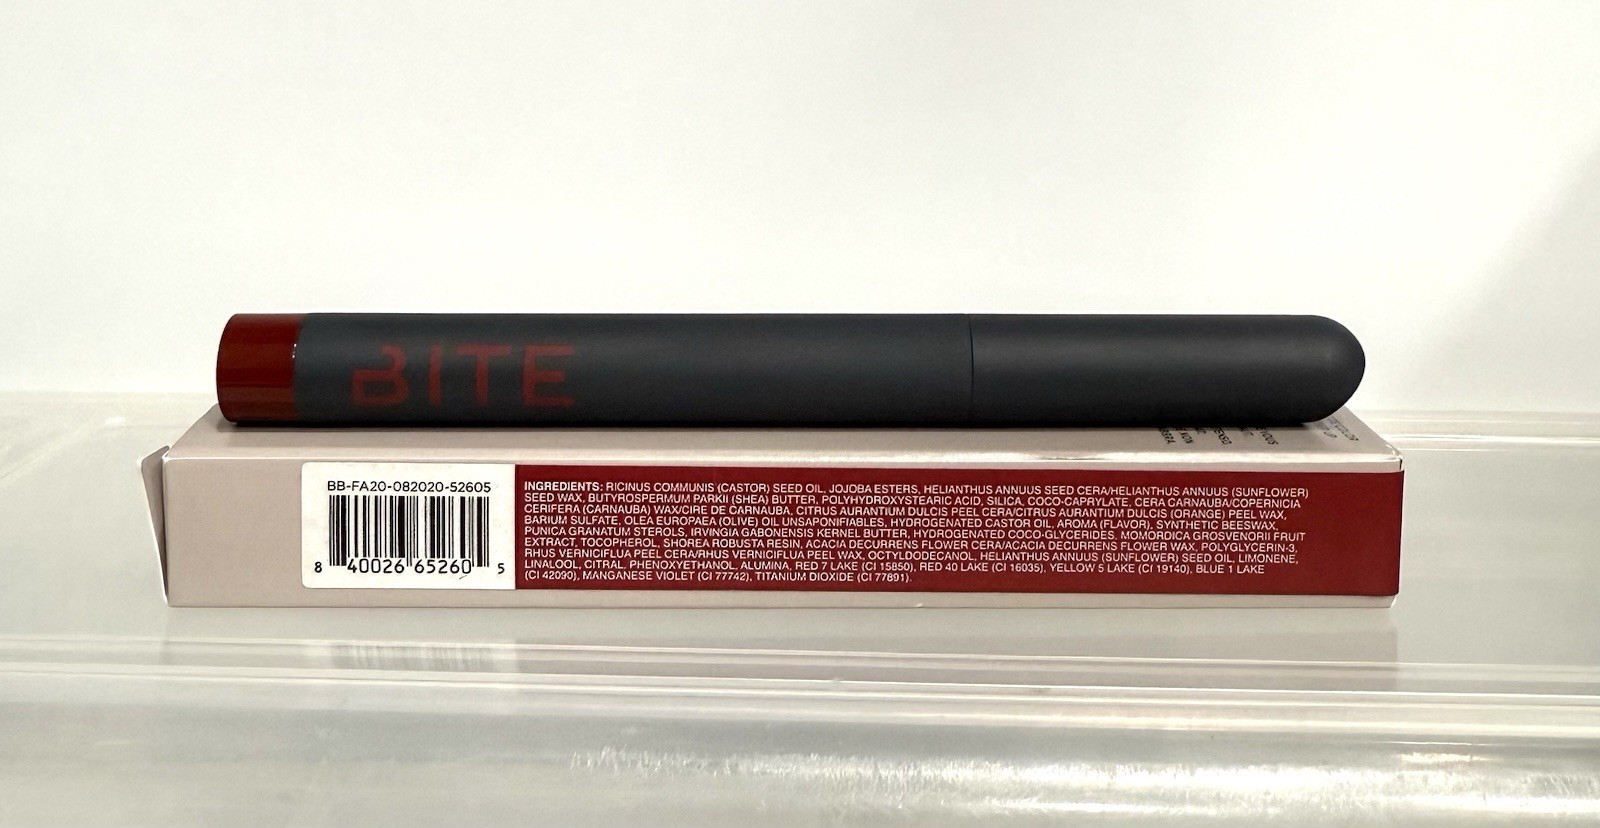 BITE
BB-FA20-082020-52605
8 40026 65260 5
INGREDIENTS: RICINUS COMMUNIS (CASTOR) SEED OIL, JOJOBA ESTERS, HELIANTHUS ANNUUS SEED CERA/HELIANTHUS ANNUUS (SUNFLOWER)
SEED WAX, BUTYROSPERMUM PARKII (SHEA) BUTTER, POLYHYDROXYSTEARIC ACID, SILICA, COCO-CAPRYLATE, CERA CARNAUBA/COPERNICIA
CERIFERA (CARNAUBA) WAX/CIRE DE CARNAUBA, CITRUS AURANTIUM DULCIS PEEL CERA/CITRUS AURANTIUM DULCIS (ORANGE) PEEL WAX,
BARIUM SULFATE, OLEA EUROPAEA (OLIVE) OIL UNSAPONIFIABLES, HYDROGENATED CASTOR OIL, AROMA (FLAVOR), SYNTHETIC BEESWAX,
PUNICA GRANATUM STEROLS, IRVINGIA GABONENSIS KERNEL BUTTER, HYDROGENATED COCO-GLYCERIDES, MOMORDICA GROSVENORII FRUIT
EXTRACT, TOCOPHEROL, SHOREA ROBUSTA RESIN, ACACIA DECURRENS FLOWER CERA/ACACIA DECURRENS FLOWER WAX, POLYGLYCERIN-3,
RHUS VERNICIFLUA PEEL CERA/RHUS VERNICIFLUA PEEL WAX, OCTYLDODECANOL, HELIANTHUS ANNUUS (SUNFLOWER) SEED OIL, LIMONENE,
LINALOOL, CITRAL, PHENOXYETHANOL, ALUMINA, RED 7 LAKE (CI 15850), RED 40 LAKE (CI 16035), YELLOW 5 LAKE (CI 19140), BLUE 1 LAKE
(CI 42090), MANGANESE VIOLET (CI 77742), TITANIUM DIOXIDE (CI 77891).